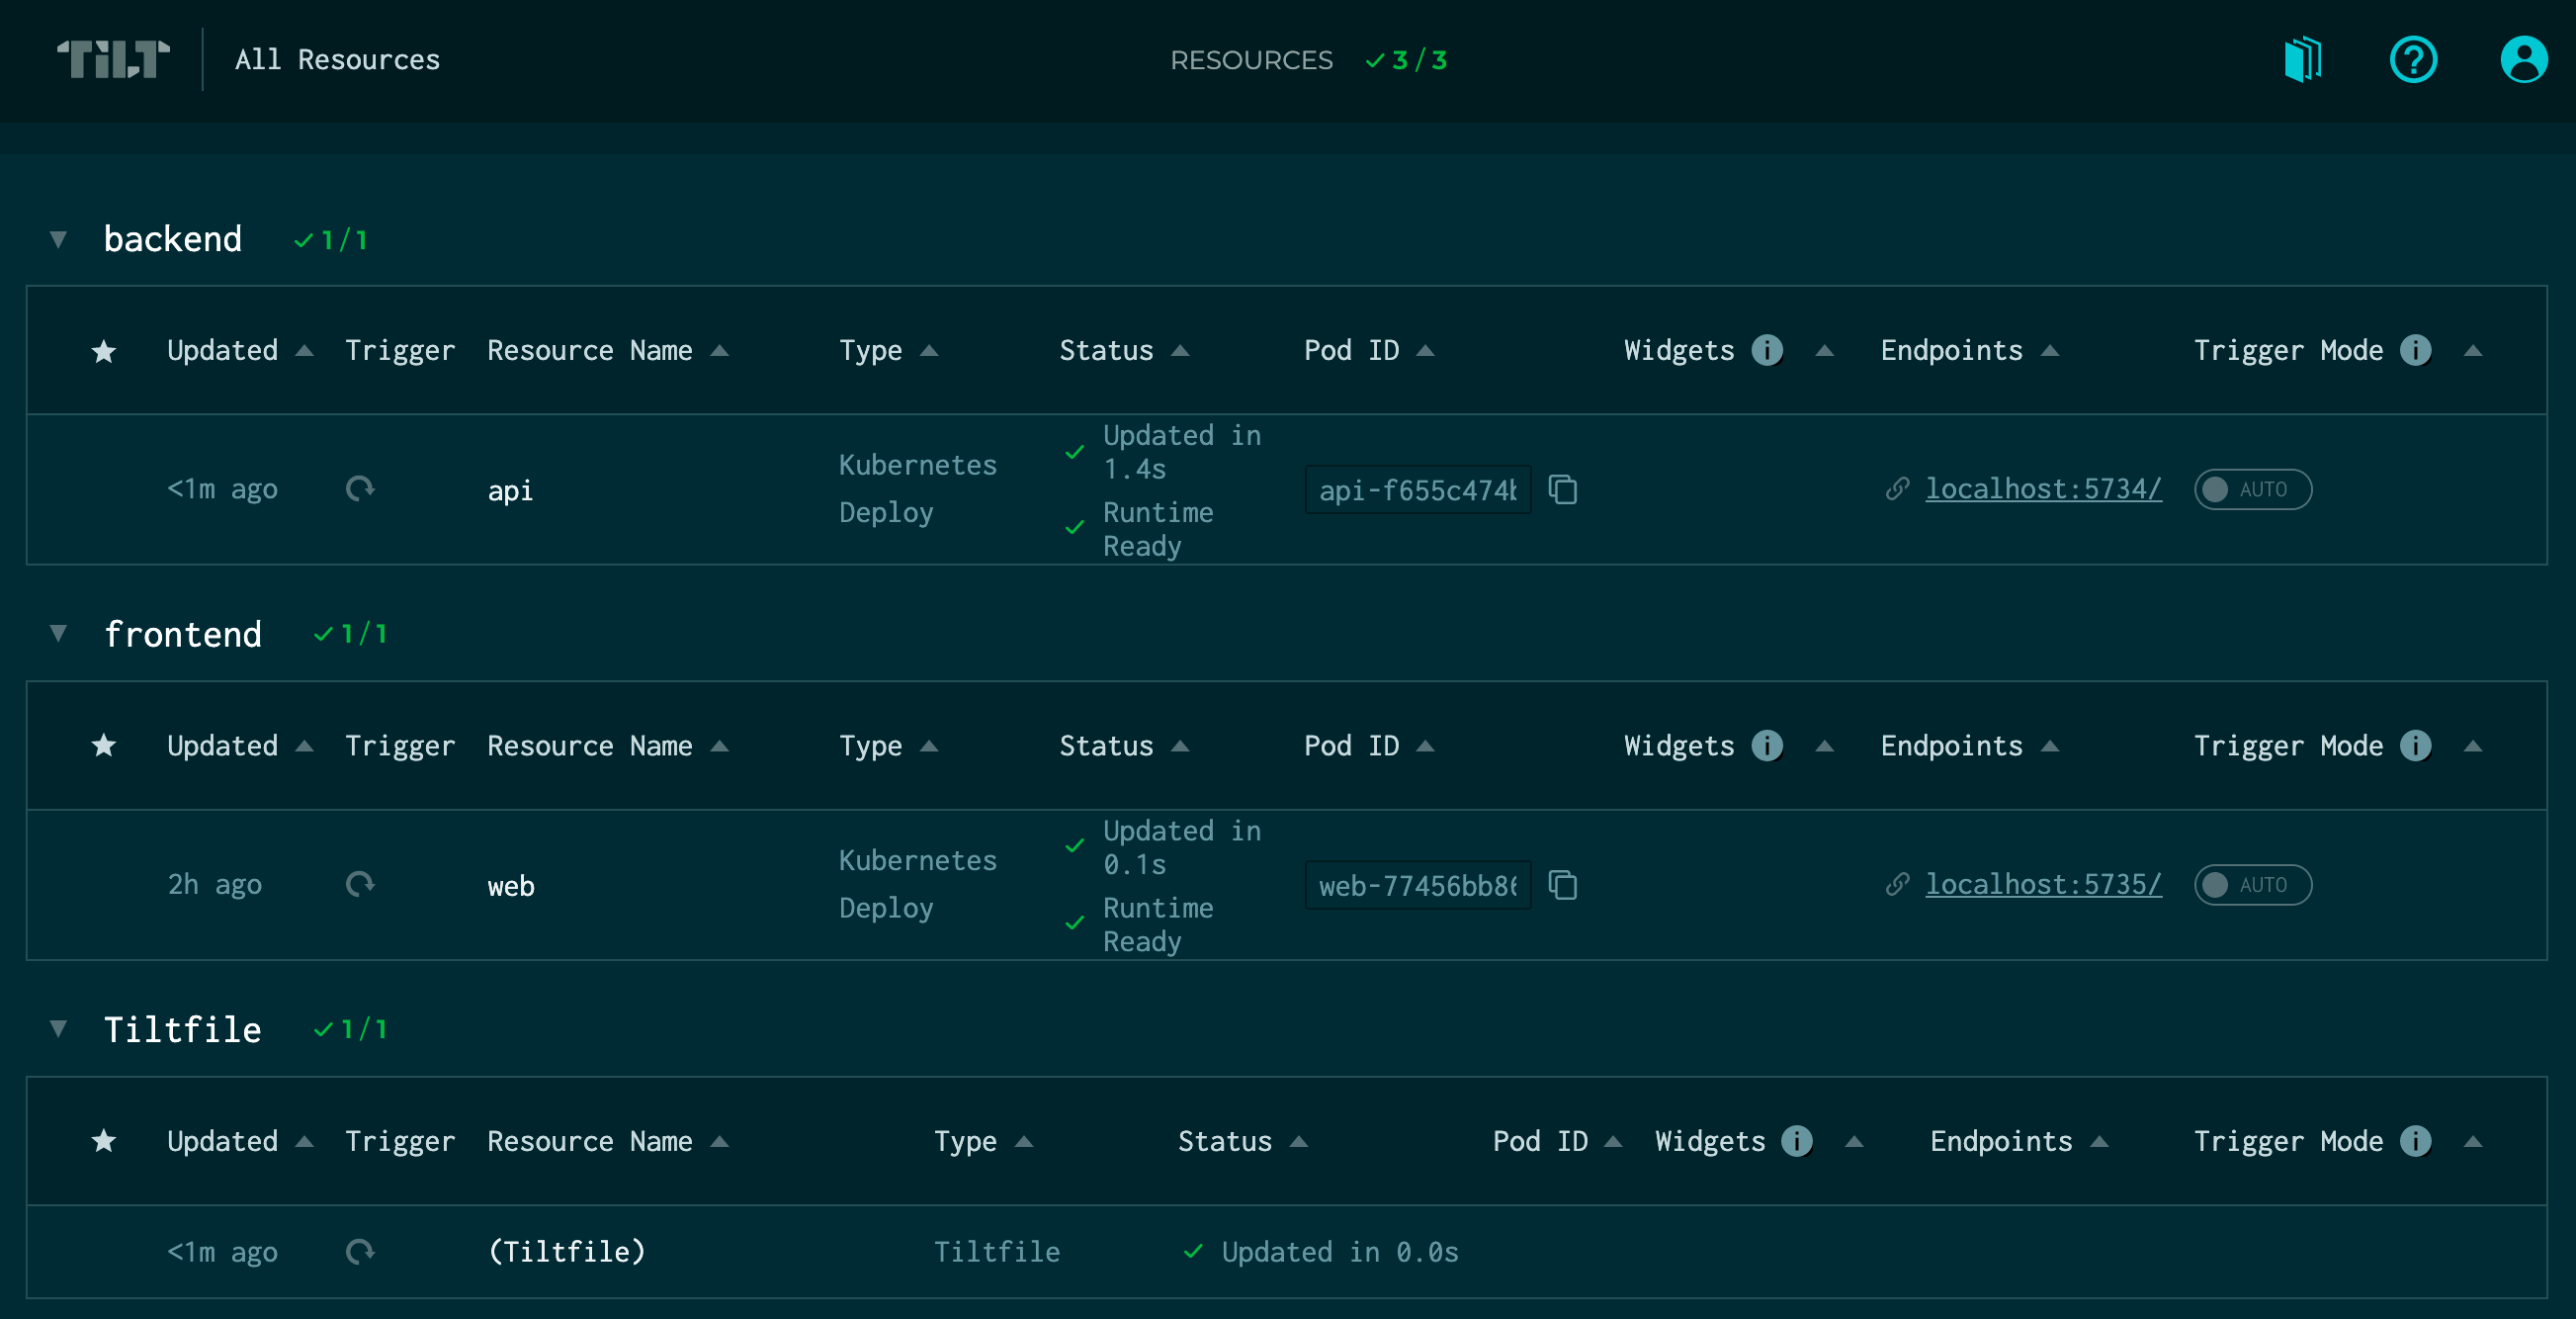 TiLT All Resources RESOURCES 3/3
backend 1/1
Updated Trigger Resource Name Type Status Pod ID Widgets i Endpoints Trigger Mode i
<1m ago api Kubernetes Deploy Updated in 1.4s Runtime Ready api-f655c474b localhost:5734/ AUTO
frontend 1/1
Updated Trigger Resource Name Type Status Pod ID Widgets i Endpoints Trigger Mode i
2h ago web Kubernetes Deploy Updated in 0.1s Runtime Ready web-77456bb86 localhost:5735/ AUTO
Tiltfile 1/1
Updated Trigger Resource Name Type Status Pod ID Widgets i Endpoints Trigger Mode i
<1m ago (Tiltfile) Tiltfile Updated in 0.0s